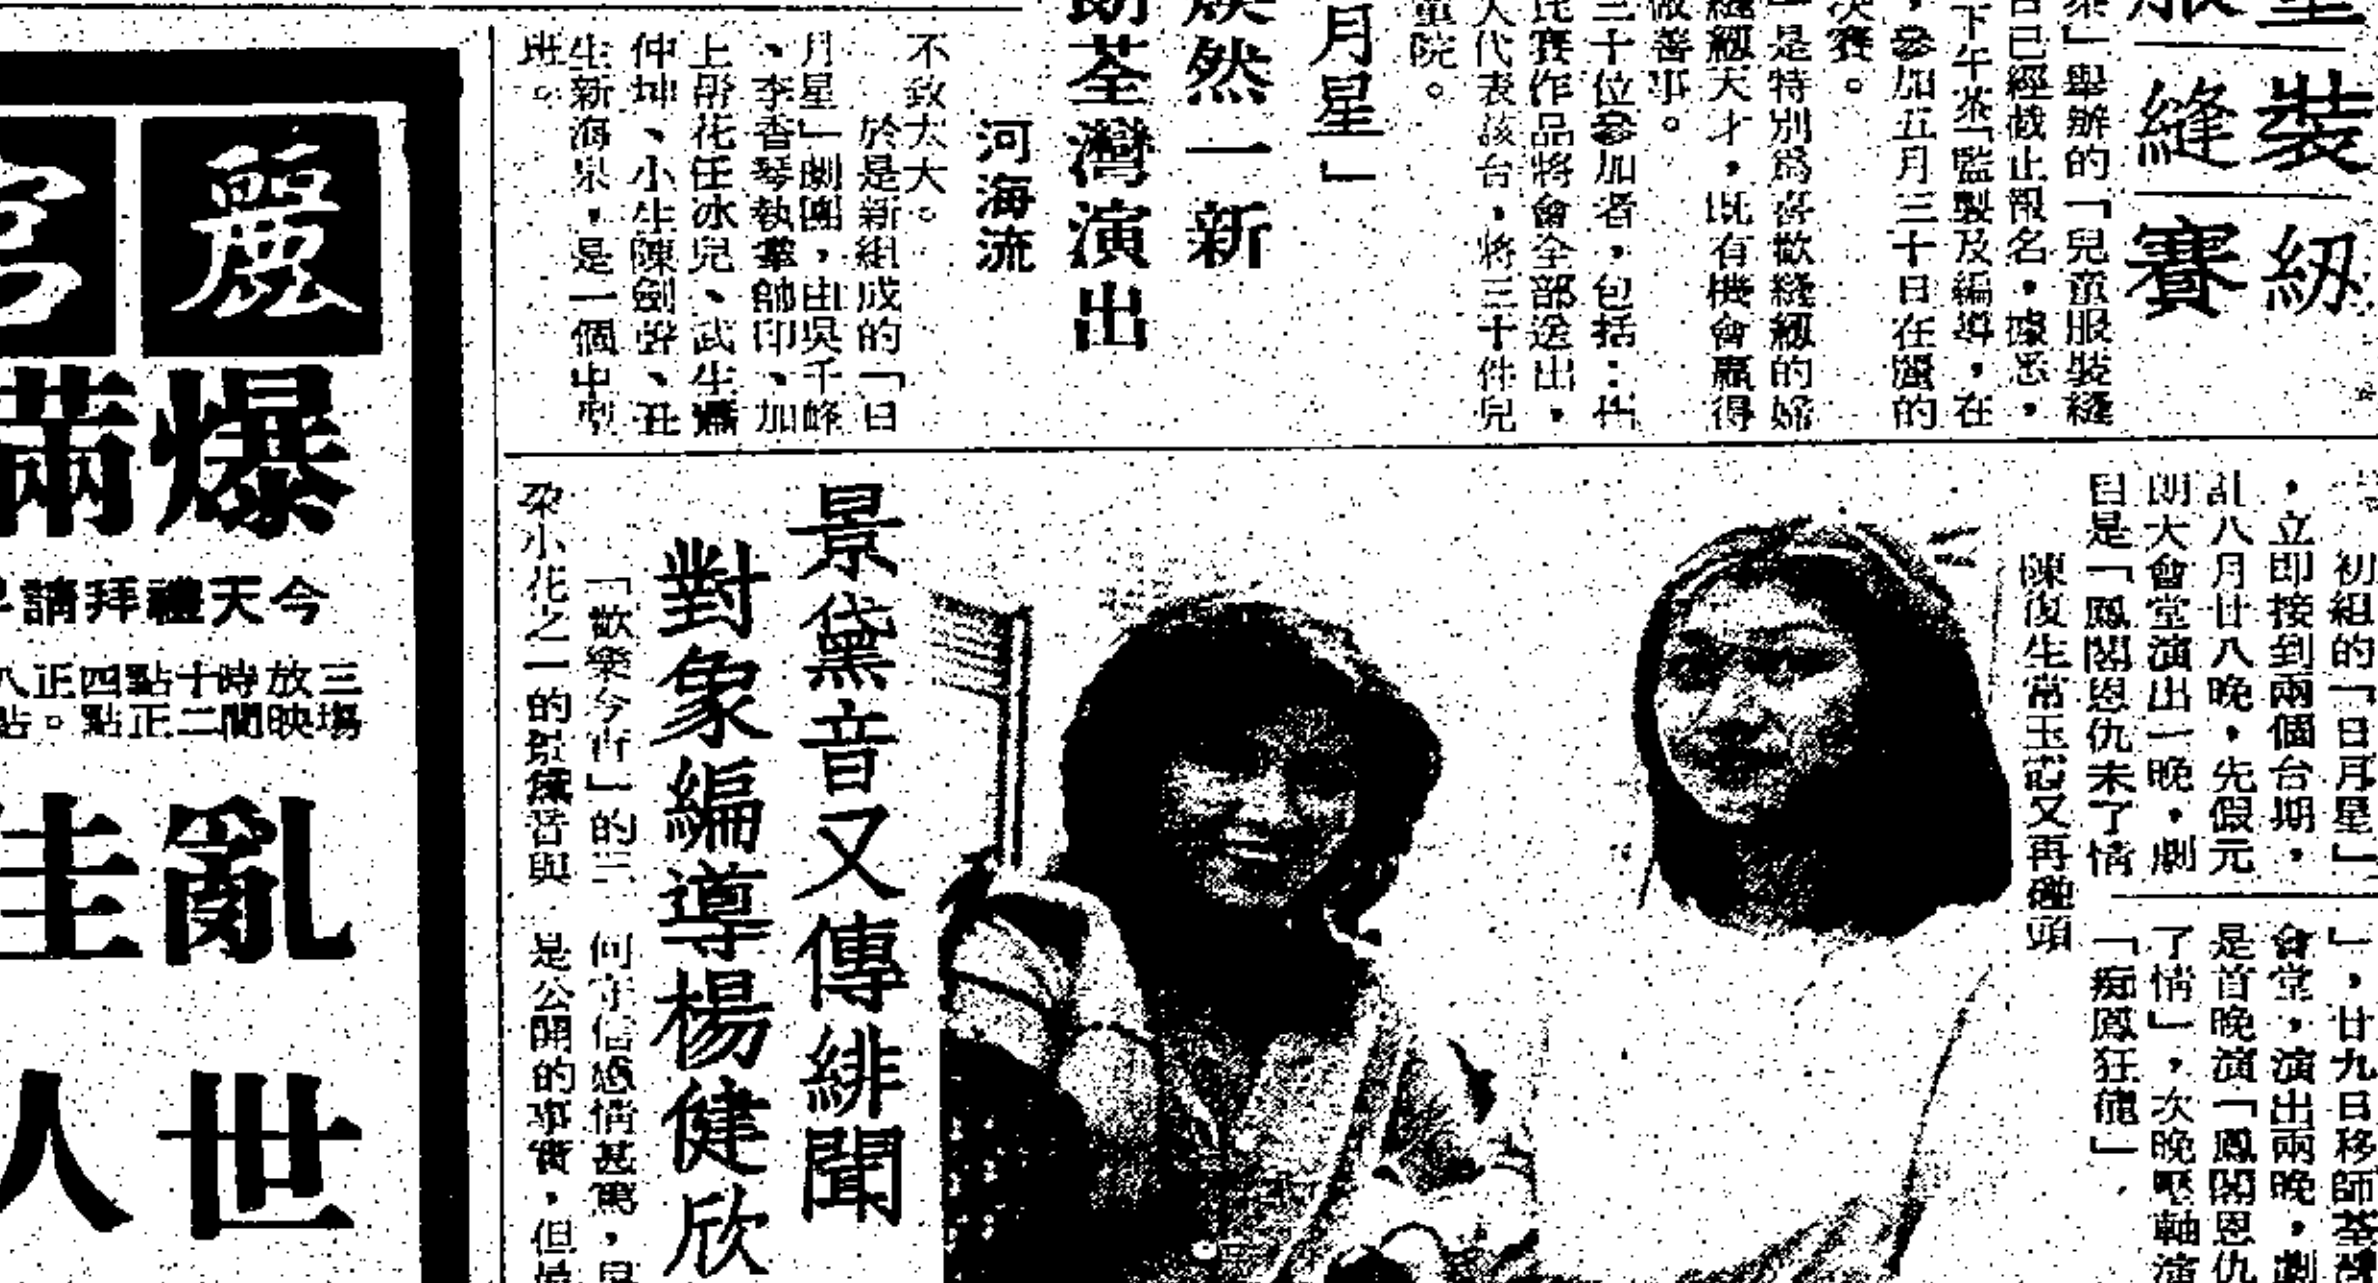 童服
裝縫
紉賽
樂」舉辦的「兒童服裝縫
已經截止報名，據悉，
下午茶「監製及編導，在
，參加五月三十日在麗的
決賽。
」是特別為喜歡縫紉的婦
縫紉天才，既有機會贏得
做善事。
三十位參加者，包括：
比賽作品將會全部送出，
人代表該台，將三十件兒
童院。
月星」
煥然一新
朗荃灣演出
河海流
不致太大。
於是新組成的「日
月星」劇團，由吳千峰
、李香琴執掌帥印、加
上花任冰兒、武生
仲坤、小生陳劍聲、丑
生新海泉，是一個中型
班。
初組的「日月星」
，立即接到兩個台期，
訂八月廿八晚，先假元
朗大會堂演出一晚，劇
目是「鳳閣恩仇未了情
」，廿九日移師荃灣
會堂，演出兩晚，劇
是首晚演「鳳閣恩仇
了情」，次晚壓軸演
「痴鳳狂龍」，
陳俊生常玉又再碰頭
景黛音又傳緋聞
對象編導楊健欣
「歡樂今宵」的三
朵小花之一的景黛音與
何守信感情甚篤，
是公開的事實，但
麗宮
爆滿
今天禮拜請早
三場放映時間十二點正四點正八點。
亂世佳人